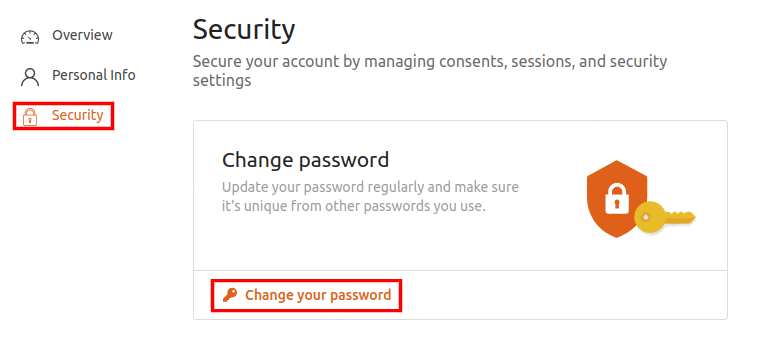 Overview
Personal Info
Security
Security
Secure your account by managing consents, sessions, and security
settings
Change password
Update your password regularly and make sure
it's unique from other passwords you use.
Change your password